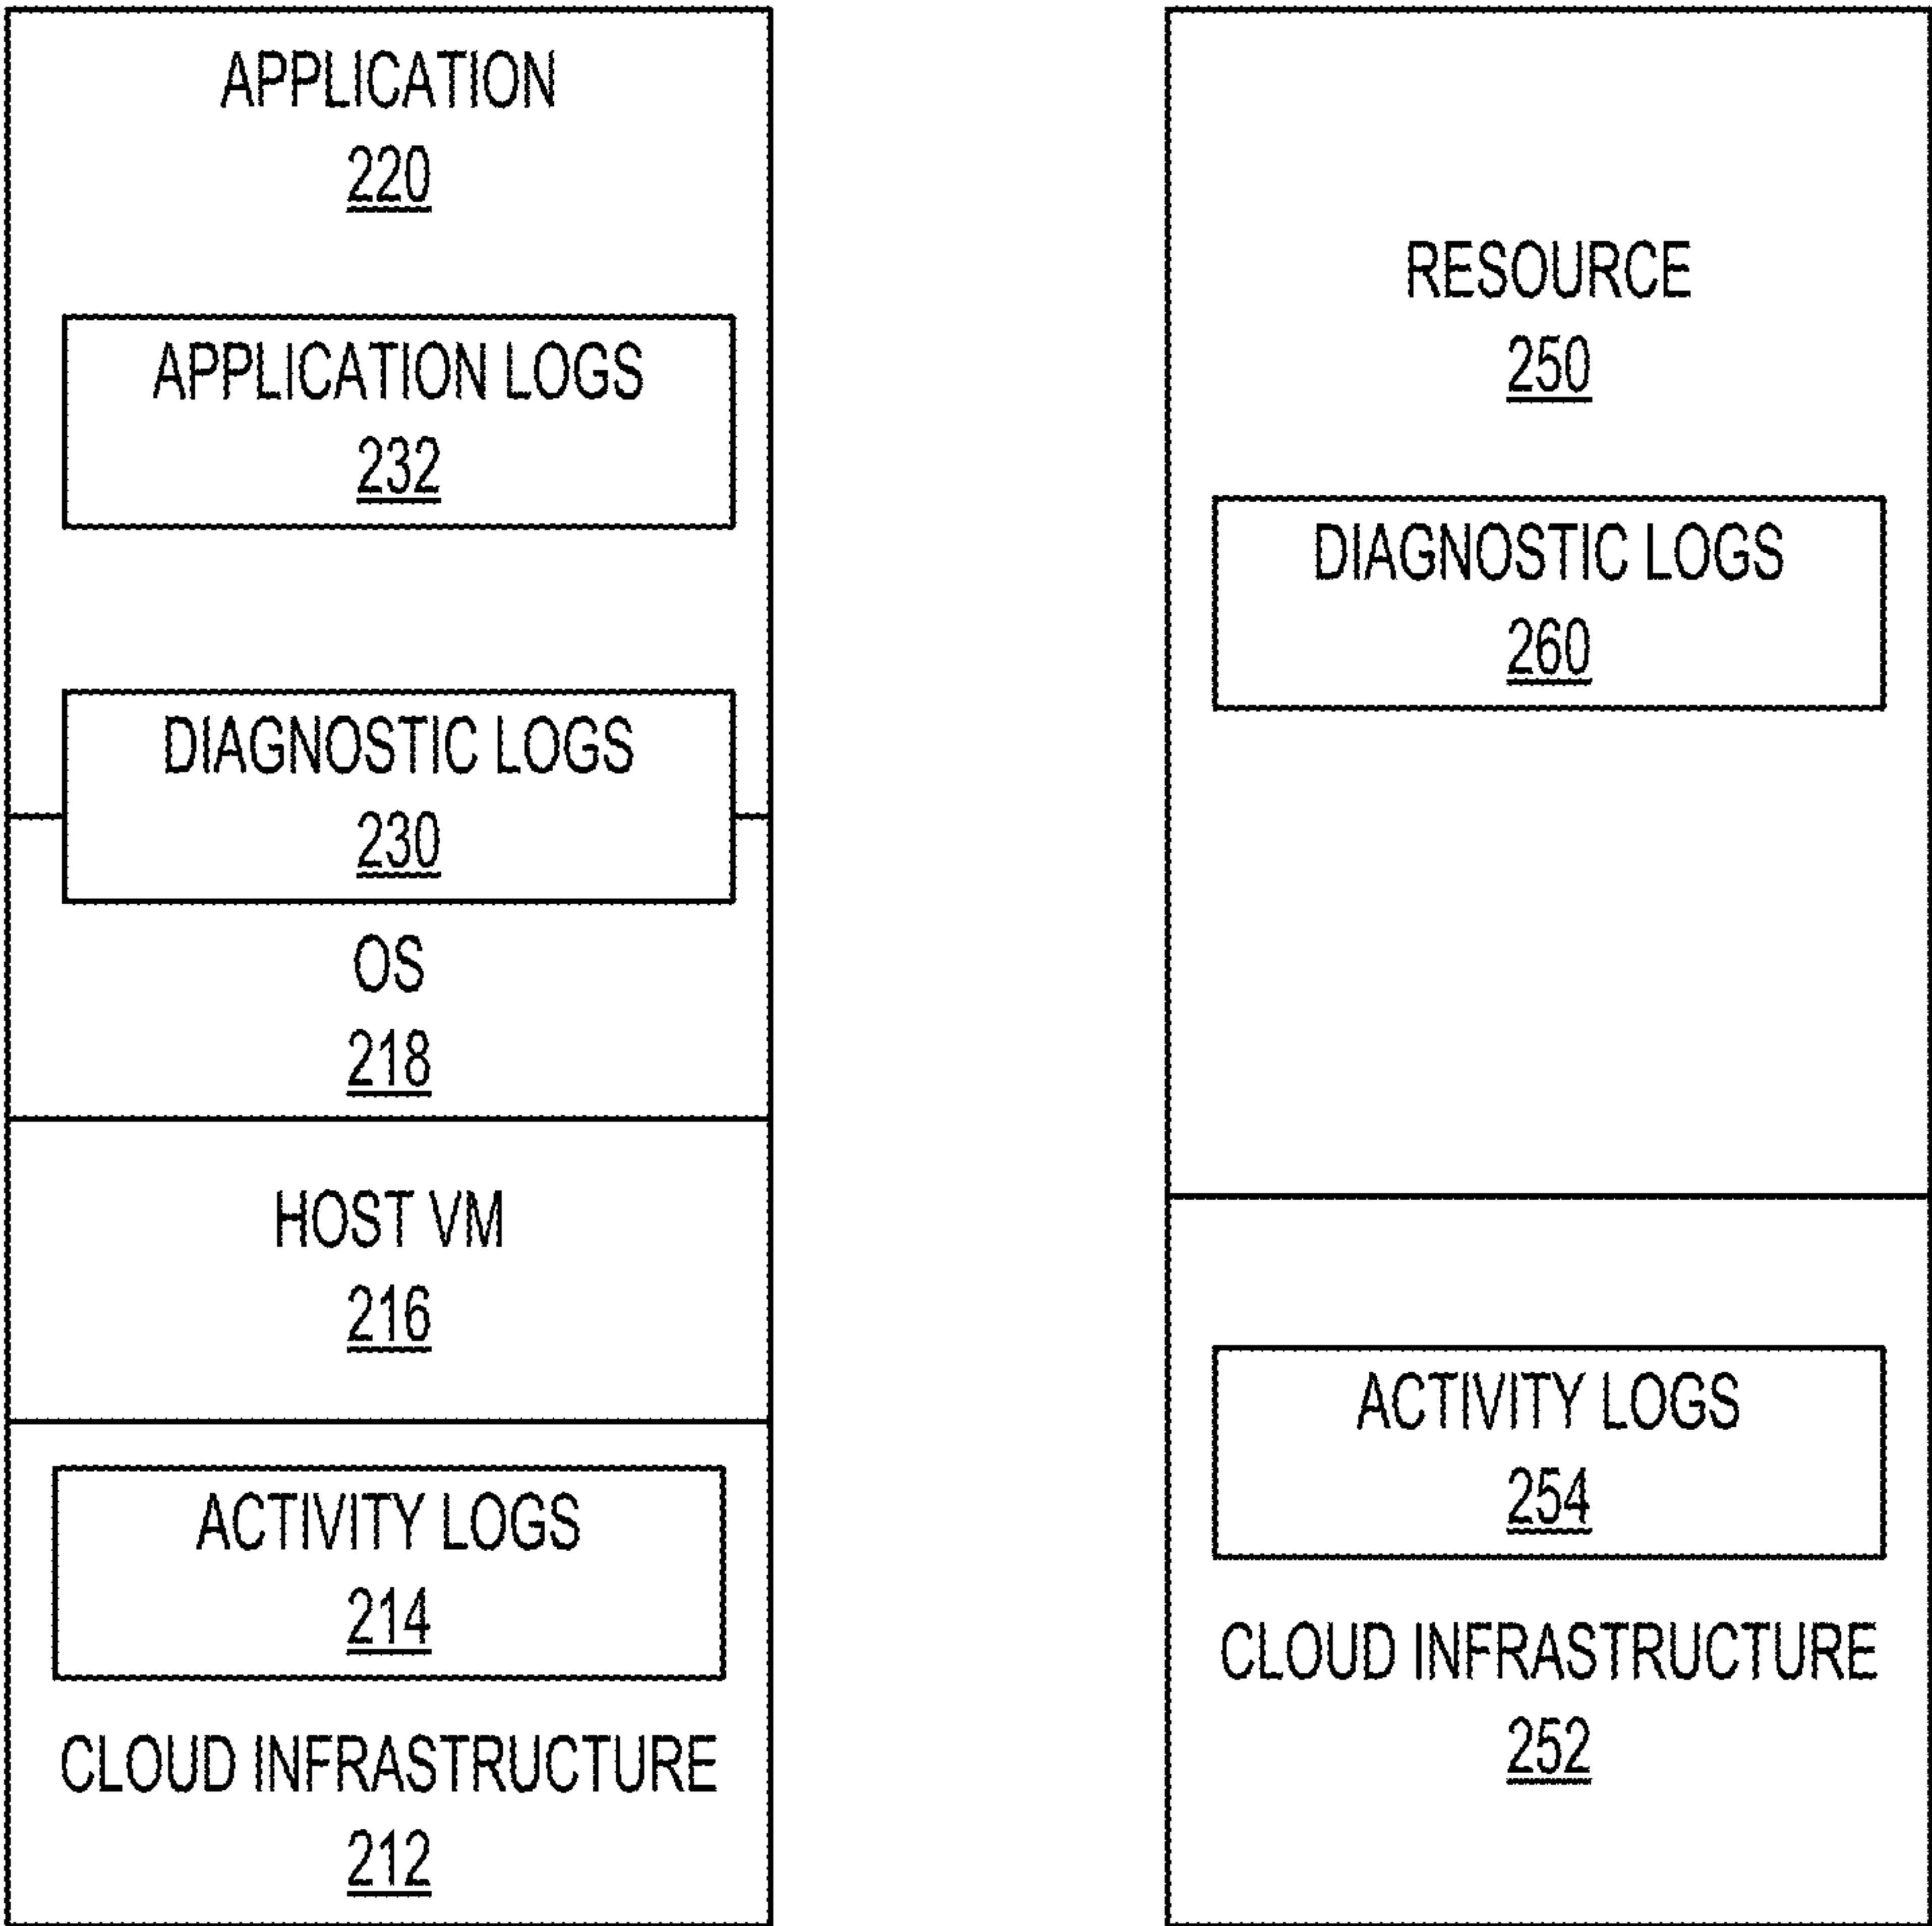 APPLICATION
220
APPLICATION LOGS
232
DIAGNOSTIC LOGS
230
OS
218
HOST VM
216
ACTIVITY LOGS
214
CLOUD INFRASTRUCTURE
212
RESOURCE
250
DIAGNOSTIC LOGS
260
ACTIVITY LOGS
254
CLOUD INFRASTRUCTURE
252